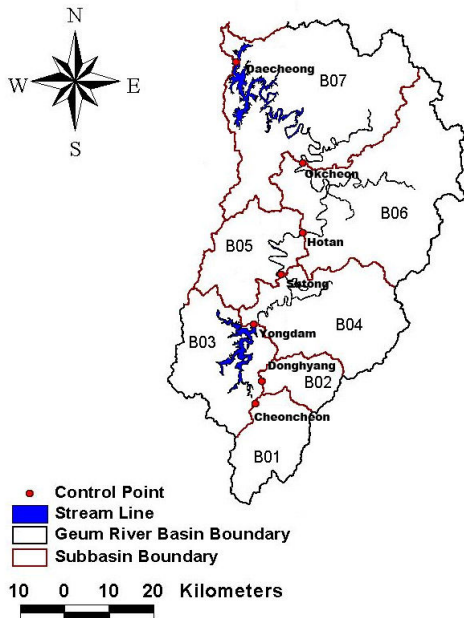 N
W E
S
Daecheong
B07
Okcheon
B06
B05
Hotan
Sutong
B03
Yongdam
B04
Donghyang
B02
Cheoncheon
B01
Control Point
Stream Line
Geum River Basin Boundary
Subbasin Boundary
10 0 10 20 Kilometers